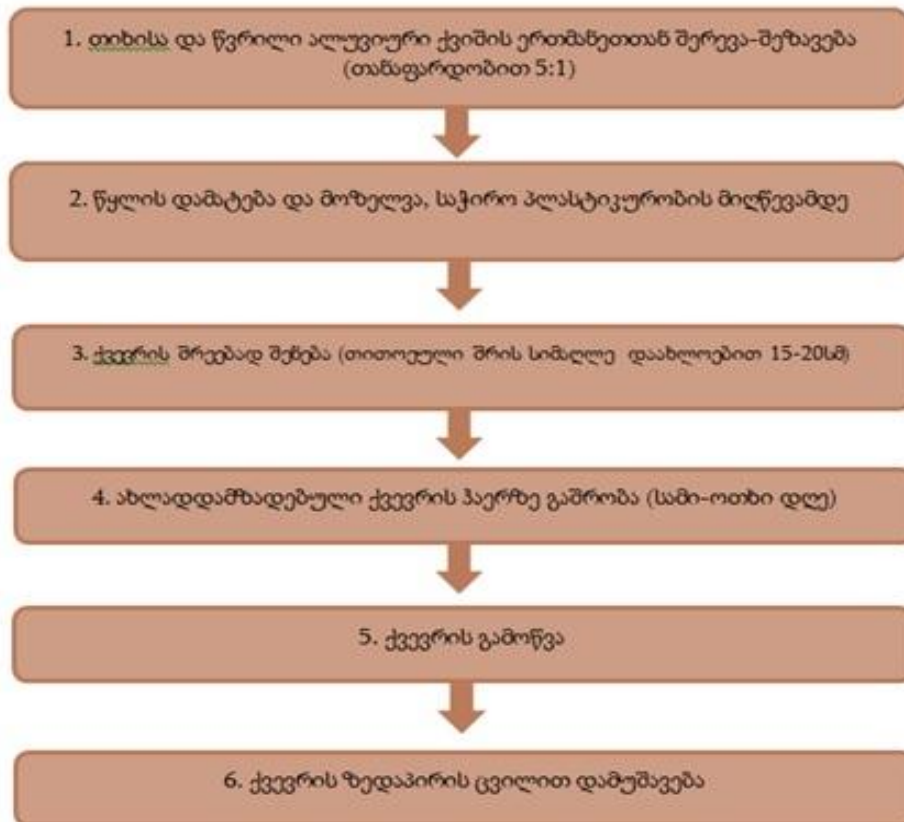 1. თიხისა და წვრილი ალუვიური ქვიშის ერთმანეთთან შერევა-შეზავება
(თანაფარდობით 5:1)
2. წყლის დამატება და მოზელვა, საჭირო პლასტიკურობის მიღწევამდე
3. ქვევრის შრეებად შენება (თითოეული შრის სიმაღლე დაახლოებით 15-20სმ)
4. ახლადდამზადებული ქვევრის ჰაერზე გაშრობა (სამი-ოთხი დღე)
5. ქვევრის გამოწვა
6. ქვევრის ზედაპირის ცვილით დამუშავება